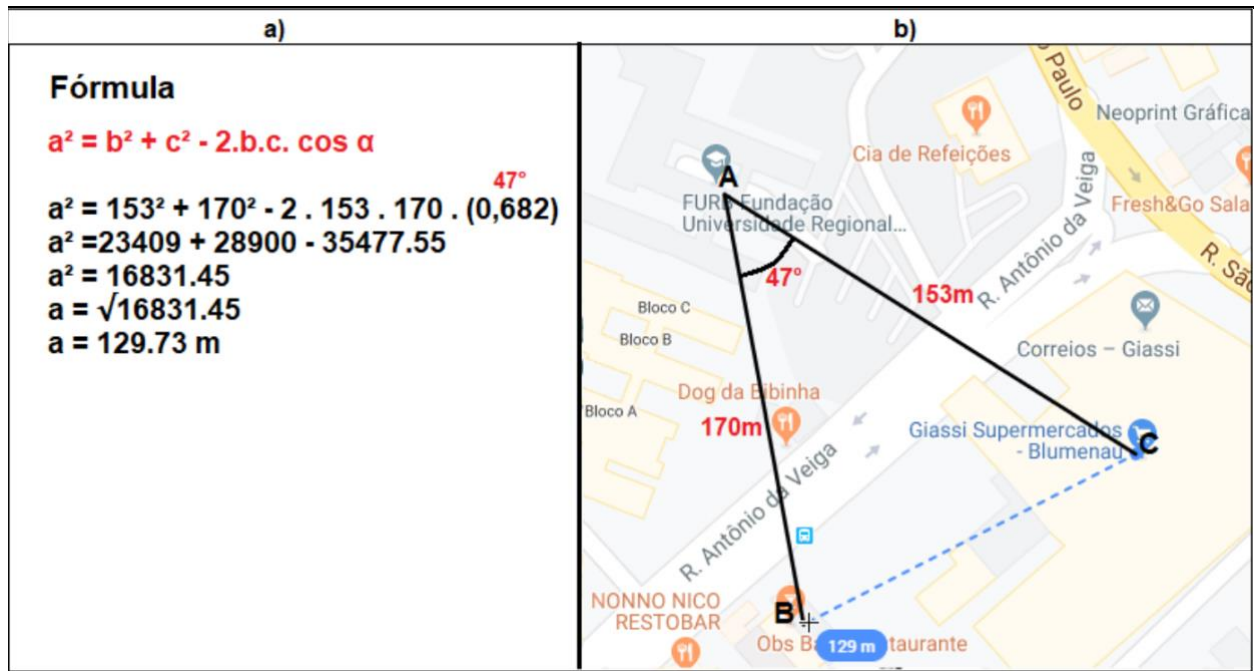 a)
Fórmula
a² = b² + c² - 2.b.c. cos α
47°
a² = 153² + 170² - 2 . 153 . 170 . (0,682)
a² =23409 + 28900 - 35477.55
a² = 16831.45
a = √16831.45
a = 129.73 m
b)
Paulo
Neoprint Gráfica
Cia de Refeições
A
FURB Fundação
Universidade Regional...
Fresh&Go Sala
R. Antônio da Veiga
R. São
47°
153m
Bloco C
Bloco B
Correios – Giassi
Dog da Bibinha
Bloco A
170m
Giassi Supermercados
- Blumenau
C
R. Antônio da Veiga
NONNO NICO
RESTOBAR
B
Obs
129 m
taurante